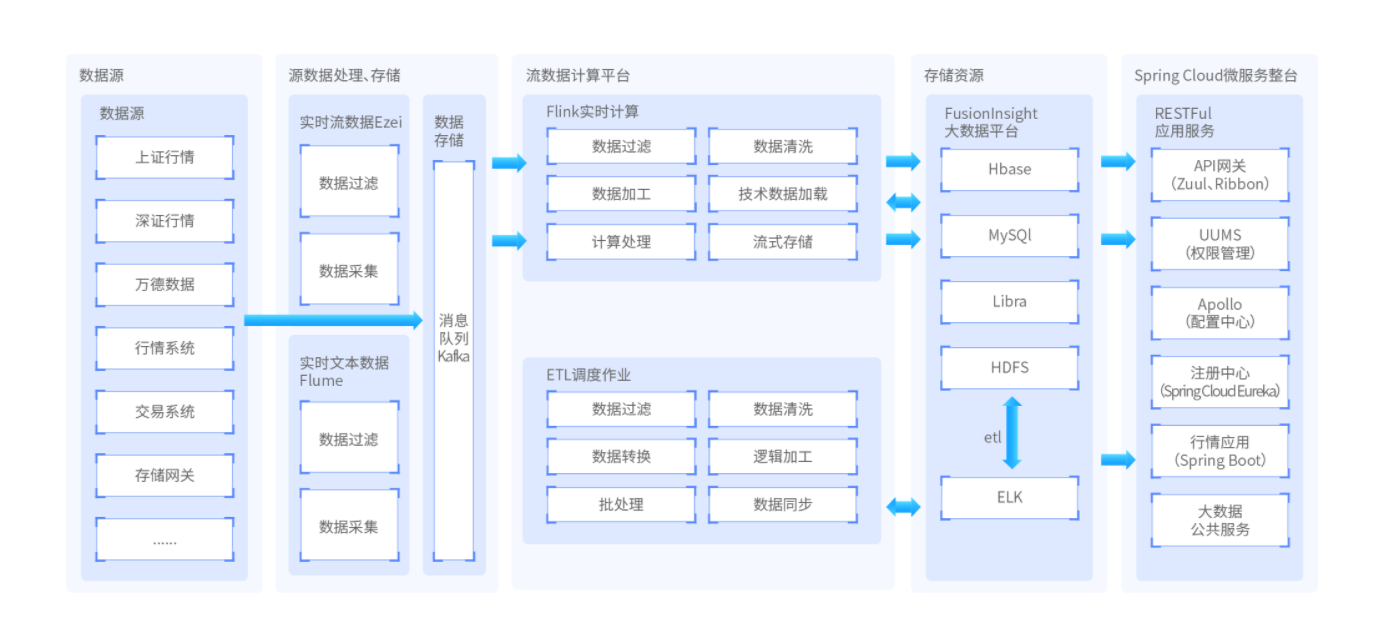 数据源
数据源
上证行情
深证行情
万德数据
行情系统
交易系统
存储网关
......
源数据处理、存储
实时流数据Ezei
数据过滤
数据采集
实时文本数据
Flume
数据过滤
数据采集
数据
存储
消息
队列
Kafka
流数据计算平台
Flink实时计算
数据过滤
数据清洗
数据加工
技术数据加载
计算处理
流式存储
ETL调度作业
数据过滤
数据清洗
数据转换
逻辑加工
批处理
数据同步
存储资源
FusionInsight
大数据平台
Hbase
MySQl
Libra
HDFS
etl
ELK
Spring Cloud微服务整台
RESTFul
应用服务
API网关
（Zuul、Ribbon）
UUMS
（权限管理）
Apollo
（配置中心）
注册中心
（Spring Cloud Eureka）
行情应用
（Spring Boot）
大数据
公共服务